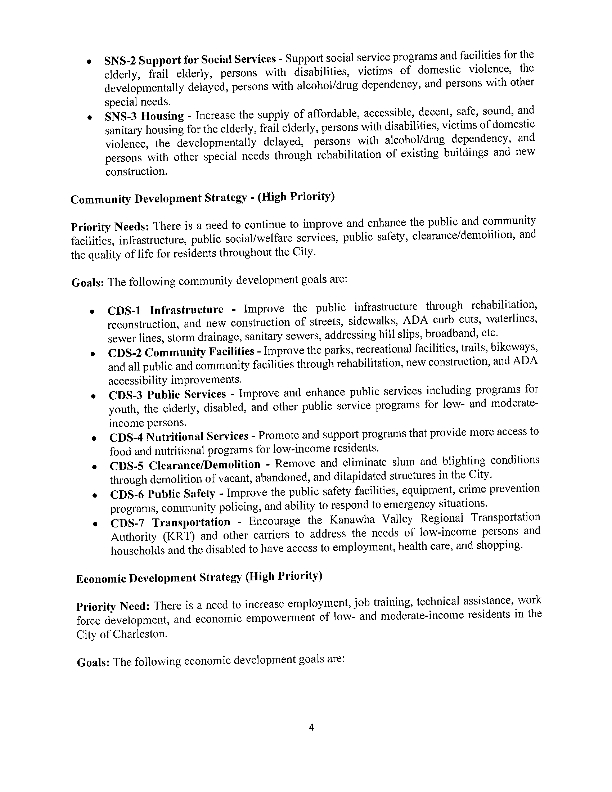 • SNS-2 Support for Social Services - Support social service programs and facilities for the
elderly, frail elderly, persons with disabilities, victims of domestic violence, the
developmentally delayed, persons with alcohol/drug dependency, and persons with other
special needs.
• SNS-3 Housing - Increase the supply of affordable, accessible, decent, safe, sound, and
sanitary housing for the elderly, frail elderly, persons with disabilities, victims of domestic
violence, the developmentally delayed, persons with alcohol/drug dependency, and
persons with other special needs through rehabilitation of existing buildings and new
construction.
Community Development Strategy - (High Priority)
Priority Needs: There is a need to continue to improve and enhance the public and community
facilities, infrastructure, public social/welfare services, public safety, clearance/demolition, and
the quality of life for residents throughout the City.
Goals: The following community development goals are:
• CDS-1 Infrastructure - Improve the public infrastructure through rehabilitation,
reconstruction, and new construction of streets, sidewalks, ADA curb cuts, waterlines,
sewer lines, storm drainage, sanitary sewers, addressing hill slips, broadband, etc.
• CDS-2 Community Facilities - Improve the parks, recreational facilities, trails, bikeways,
and all public and community facilities through rehabilitation, new construction, and ADA
accessibility improvements.
• CDS-3 Public Services - Improve and enhance public services including programs for
youth, the elderly, disabled, and other public service programs for low- and moderate-
income persons.
• CDS-4 Nutritional Services - Promote and support programs that provide more access to
food and nutritional programs for low-income residents.
• CDS-5 Clearance/Demolition - Remove and eliminate slum and blighting conditions
through demolition of vacant, abandoned, and dilapidated structures in the City.
• CDS-6 Public Safety - Improve the public safety facilities, equipment, crime prevention
programs, community policing, and ability to respond to emergency situations.
• CDS-7 Transportation - Encourage the Kanawha Valley Regional Transportation
Authority (KRT) and other carriers to address the needs of low-income persons and
households and the disabled to have access to employment, health care, and shopping.
Economic Development Strategy (High Priority)
Priority Need: There is a need to increase employment, job training, technical assistance, work
force development, and economic empowerment of low- and moderate-income residents in the
City of Charleston.
Goals: The following economic development goals are:
4